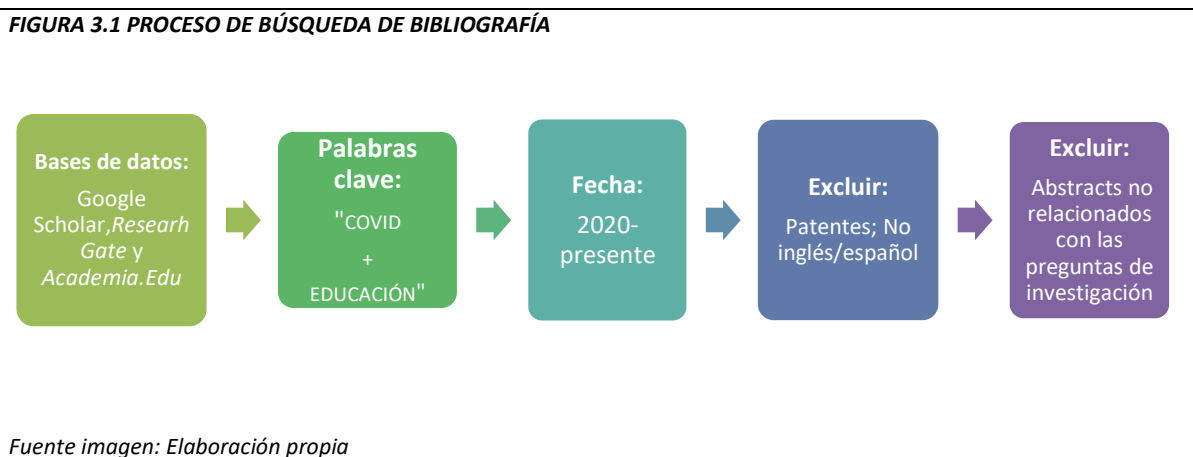 FIGURA 3.1 PROCESO DE BÚSQUEDA DE BIBLIOGRAFÍA
Bases de datos:
Google
Scholar,Researh
Gate y
Academia.Edu
Palabras
clave:
"COVID
+
EDUCACIÓN"
Fecha:
2020-
presente
Excluir:
Patentes; No
inglés/español
Excluir:
Abstracts no
relacionados
con las
preguntas de
investigación
Fuente imagen: Elaboración propia